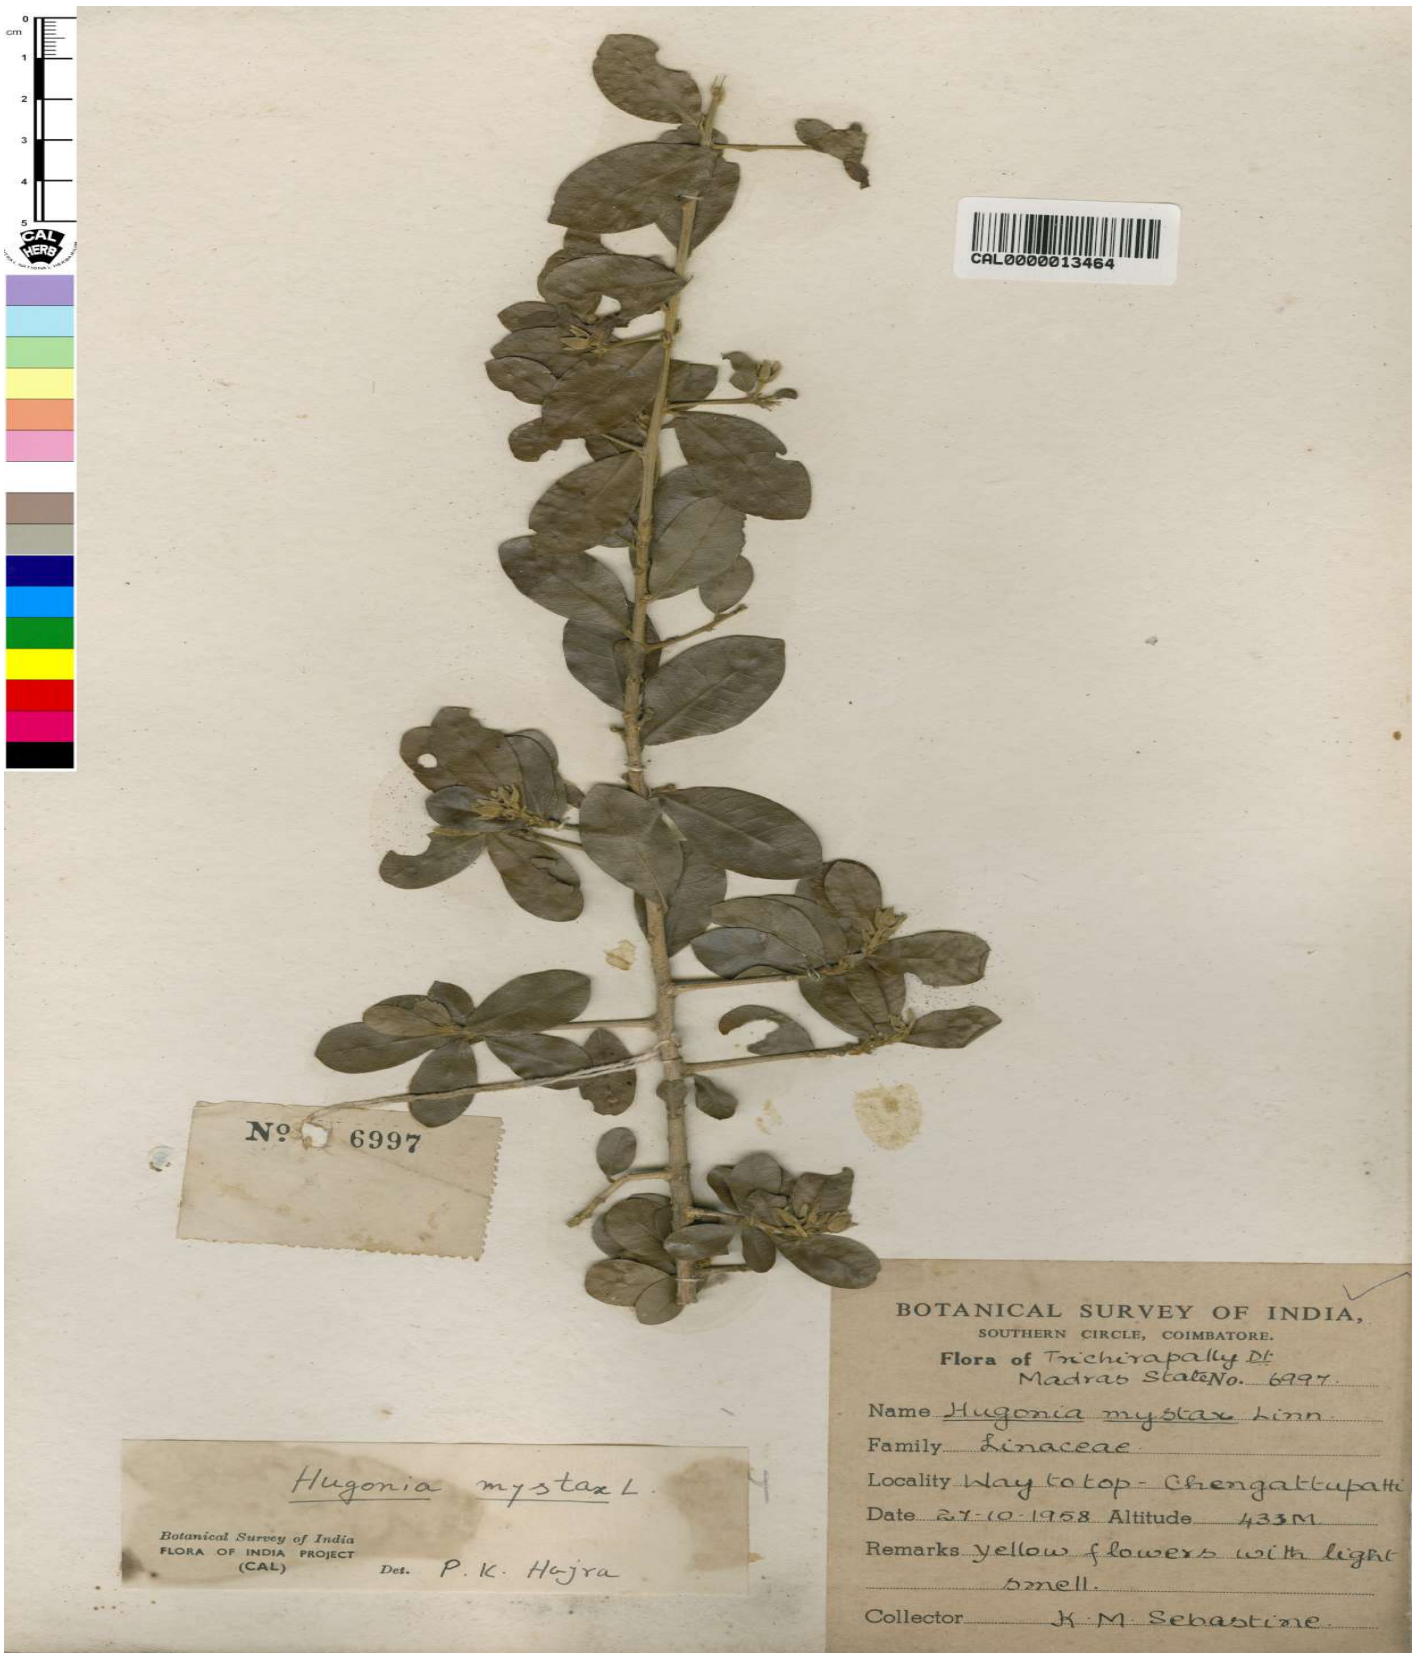 0
cm
1
2
3
4
5
CAL
HERB
CAL0000013464
Nº 6997
BOTANICAL SURVEY OF INDIA,
SOUTHERN CIRCLE, COIMBATORE.
Flora of Trichirapally Dt
Madras State No. 6997.
Name Hugonia mystax Linn.
Family Linaceae
Locality Way to top - Chengattupatti
Date 27-10-1958 Altitude 433M
Remarks Yellow flowers with light
smell.
Collector K. M. Sebastine.
Hugonia mystax L.
Botanical Survey of India
FLORA OF INDIA PROJECT
(CAL)
Det. P. K. Hajra
4